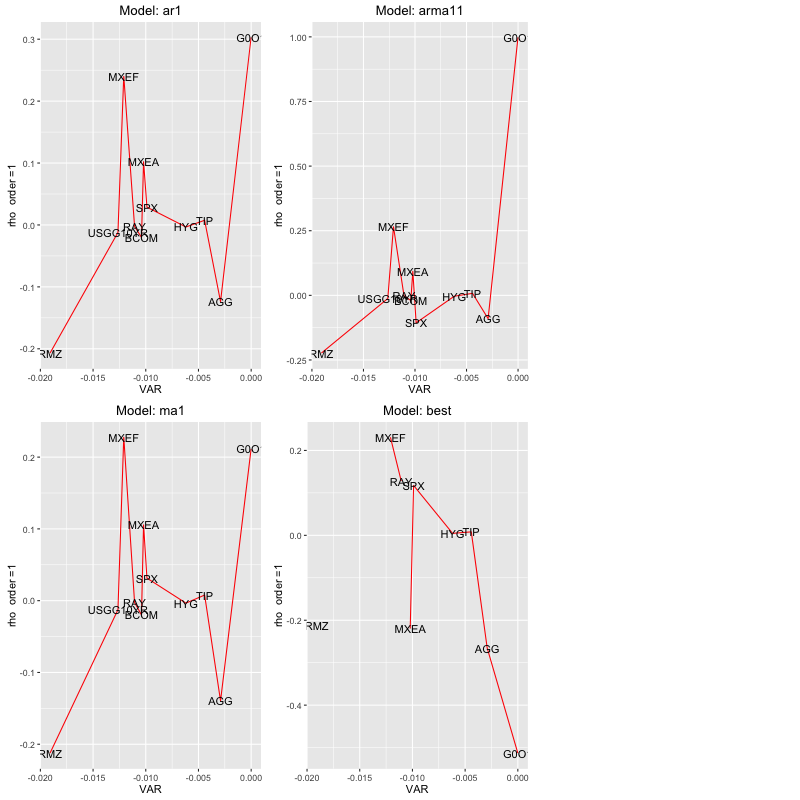 Model: ar1
0.3
0.2
0.1
0.0
-0.1
-0.2
rho order =1
G0O
MXEF
MXEA
SPX
RAY
USGG10YR
BCOM
HYG
TIP
AGG
RMZ
-0.020 -0.015 -0.010 -0.005 0.000
VAR
Model: arma11
1.00
0.75
0.50
0.25
0.00
-0.25
rho order =1
G0O
MXEF
MXEA
RAY
BCOM
HYG
TIP
SPX
AGG
RMZ
-0.020 -0.015 -0.010 -0.005 0.000
VAR
Model: ma1
0.2
0.1
0.0
-0.1
-0.2
rho order =1
MXEF
G0O
MXEA
SPX
RAY
USGG10YR
BCOM
HYG
TIP
AGG
RMZ
-0.020 -0.015 -0.010 -0.005 0.000
VAR
Model: best
0.2
0.0
-0.2
-0.4
rho order =1
MXEF
RAY
SPX
HYG
TIP
RMZ
MXEA
AGG
G0O
-0.020 -0.015 -0.010 -0.005 0.000
VAR